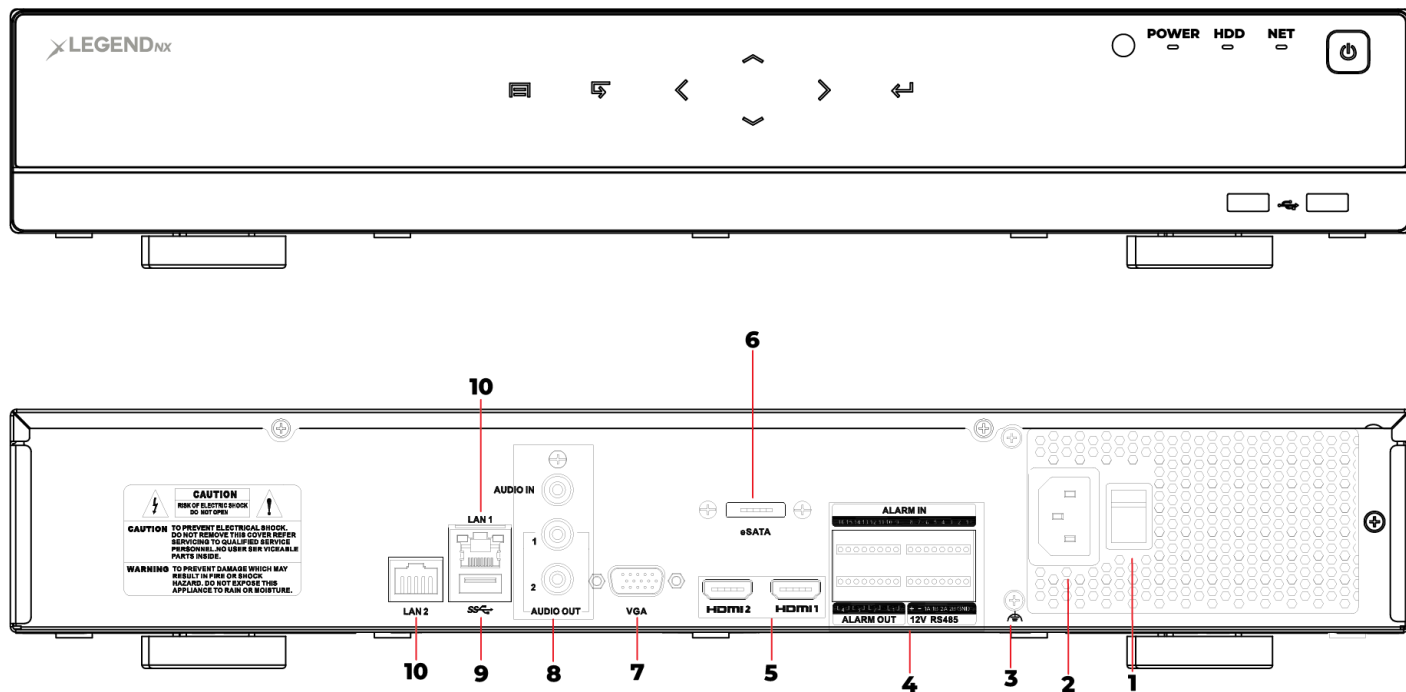 XLEGENDNX
POWER HDD NET
6
10
CAUTION
RISK OF ELECTRIC SHOCK
DO NOT OPEN
CAUTION TO PREVENT ELECTRICAL SHOCK.
DO NOT REMOVE THIS COVER REFER
SERVICING TO QUALIFIED SERVICE
PERSONNEL.NO USER SER VICEABLE
PARTS INSIDE.
WARNING TO PREVENT DAMAGE WHICH MAY
RESULT IN FIRE OR SHOCK
HAZARD. DO NOT EXPOSE THIS
APPLIANCE TO RAIN OR MOISTURE.
LAN 1
LAN 2
SS
AUDIO IN
1
2
AUDIO OUT
VGA
eSATA
HDMI 2
HDMI 1
ALARM IN
ALARM OUT
12V RS485
10
9
8
7
5
4
3
2
1